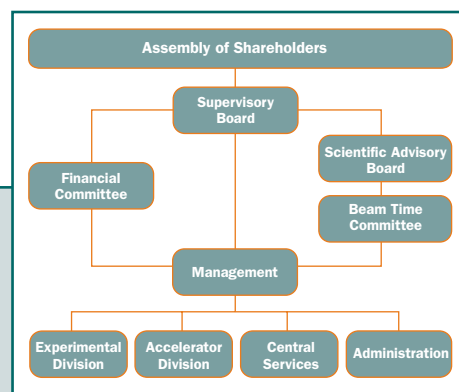 Assembly of Shareholders
Supervisory
Board
Financial
Committee
Scientific Advisory
Board
Beam Time
Committee
Management
Experimental
Division
Accelerator
Division
Central
Services
Administration